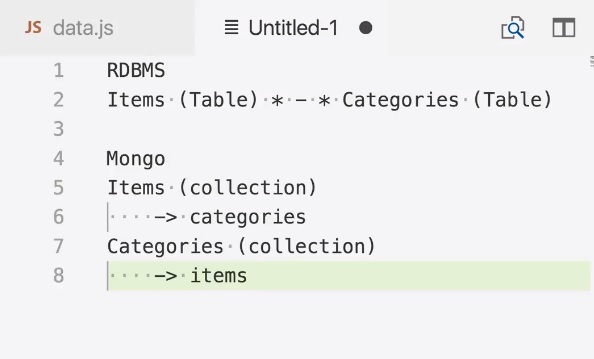 JS data.js
Untitled-1
1 RDBMS
2 Items (Table) * - * Categories (Table)
3
4 Mongo
5 Items (collection)
6 -> categories
7 Categories (collection)
8 -> items